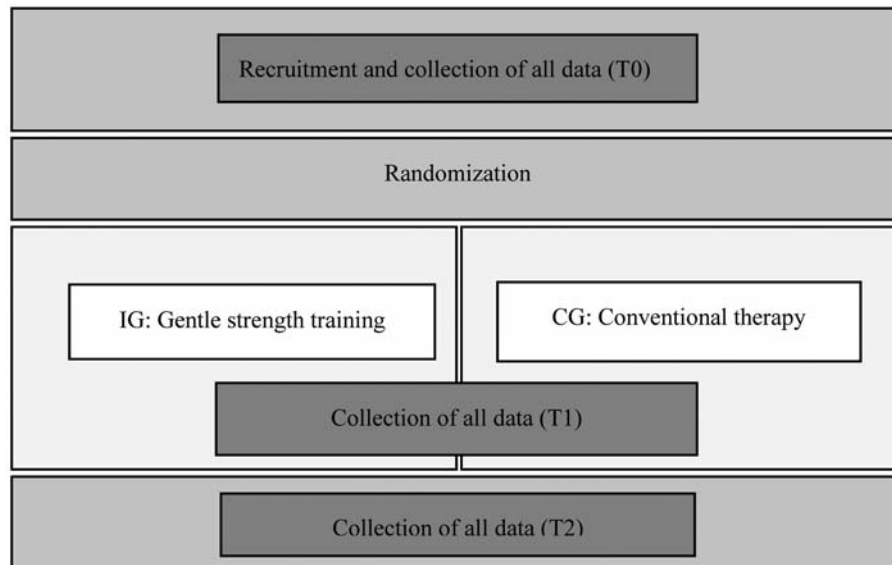 Recruitment and collection of all data (T0)
Randomization
IG: Gentle strength training
CG: Conventional therapy
Collection of all data (T1)
Collection of all data (T2)